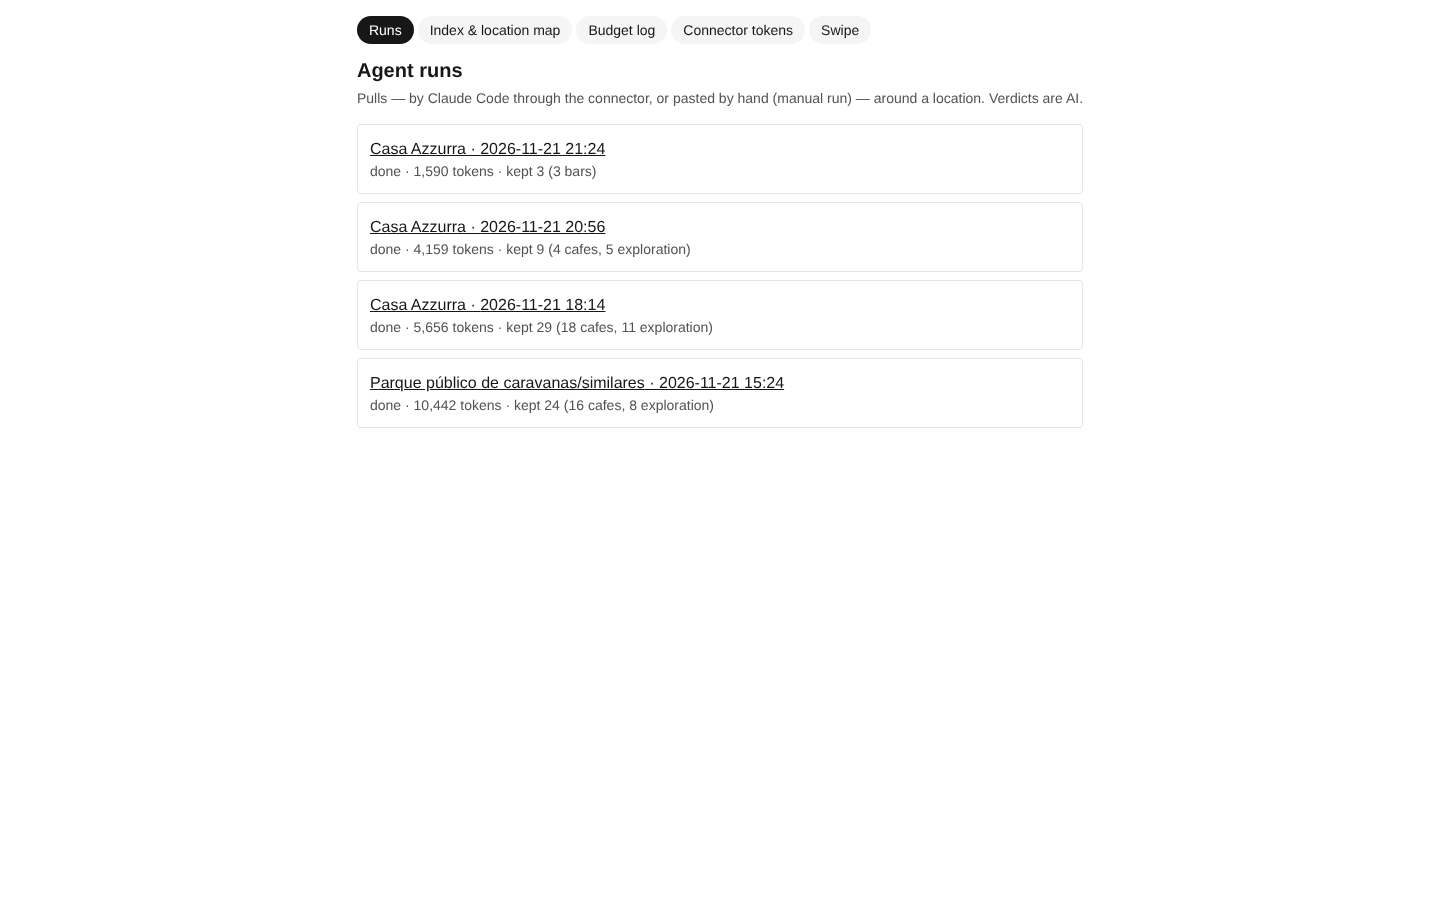 Runs
Index & location map
Budget log
Connector tokens
Swipe
Agent runs
Pulls — by Claude Code through the connector, or pasted by hand (manual run) — around a location. Verdicts are AI.
Casa Azzurra · 2026-11-21 21:24
done · 1,590 tokens · kept 3 (3 bars)
Casa Azzurra · 2026-11-21 20:56
done · 4,159 tokens · kept 9 (4 cafes, 5 exploration)
Casa Azzurra · 2026-11-21 18:14
done · 5,656 tokens · kept 29 (18 cafes, 11 exploration)
Parque público de caravanas/similares · 2026-11-21 15:24
done · 10,442 tokens · kept 24 (16 cafes, 8 exploration)